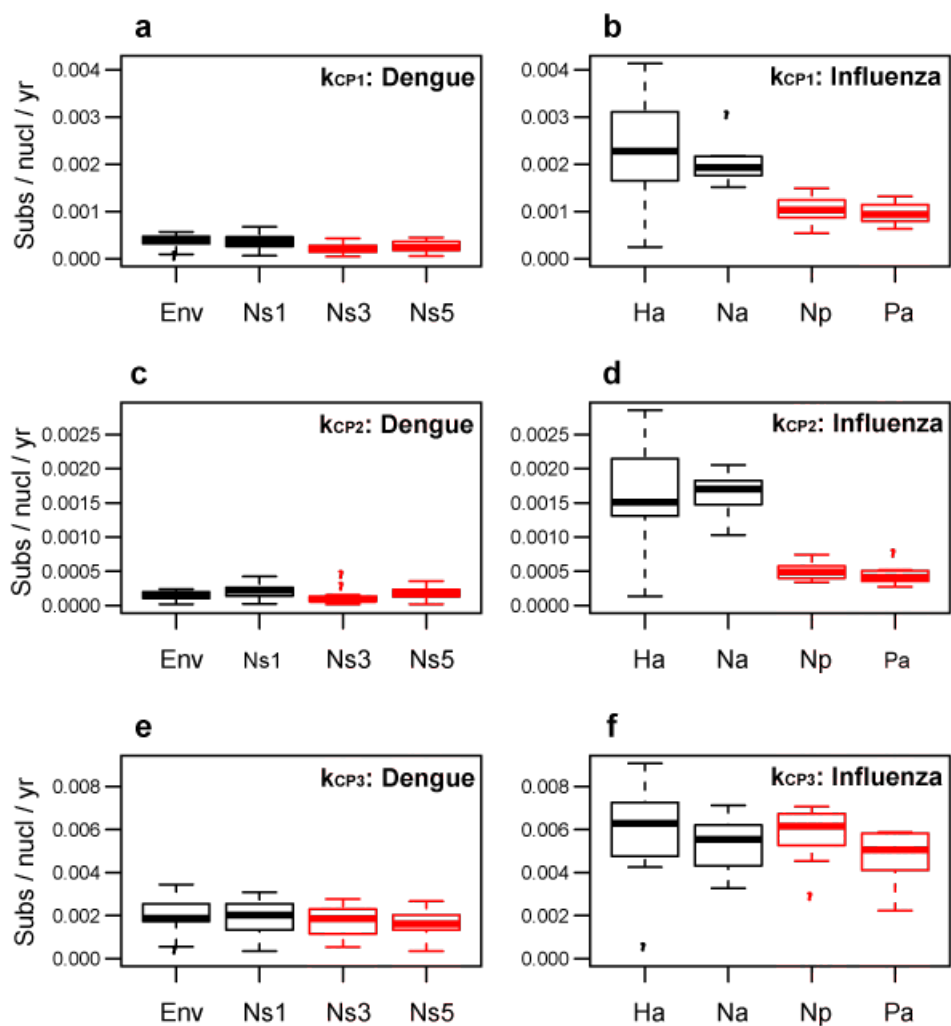 a
b
Subs / nucl / yr
0.004
0.003
0.002
0.001
0.000
kCP1: Dengue
Env Ns1 Ns3 Ns5
0.004
0.003
0.002
0.001
0.000
kCP1: Influenza
Ha Na Np Pa
c
d
Subs / nucl / yr
0.0025
0.0020
0.0015
0.0010
0.0005
0.0000
kCP2: Dengue
Env Ns1 Ns3 Ns5
0.0025
0.0020
0.0015
0.0010
0.0005
0.0000
kCP2: Influenza
Ha Na Np Pa
e
f
Subs / nucl / yr
0.008
0.006
0.004
0.002
0.000
kCP3: Dengue
Env Ns1 Ns3 Ns5
0.008
0.006
0.004
0.002
0.000
kCP3: Influenza
Ha Na Np Pa